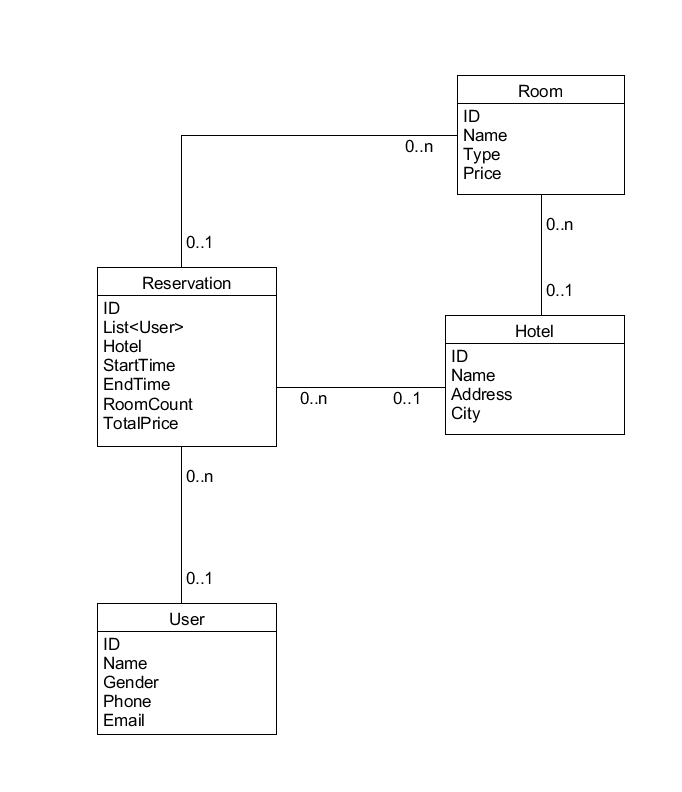 Room
ID
Name
Type
Price
0..n
0..n
0..1
0..1
Reservation
ID
List<User>
Hotel
StartTime
EndTime
RoomCount
TotalPrice
Hotel
ID
Name
Address
City
0..n
0..1
0..n
0..1
User
ID
Name
Gender
Phone
Email